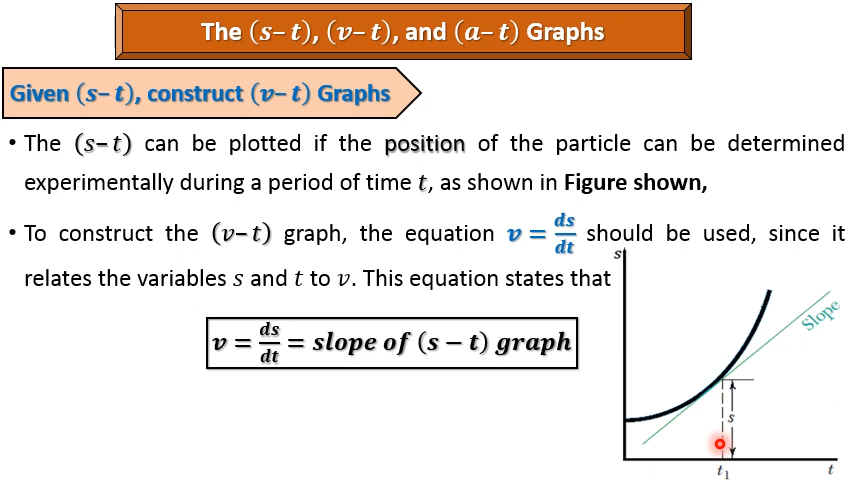 The (s– t), (v– t), and (a– t) Graphs
Given (s– t), construct (v– t) Graphs
• The (s– t) can be plotted if the position of the particle can be determined
experimentally during a period of time t, as shown in Figure shown,
• To construct the (v– t) graph, the equation v = ds/dt should be used, since it
relates the variables s and t to v. This equation states that
v = ds/dt = slope of (s − t) graph
s
Slope
s
t₁
t